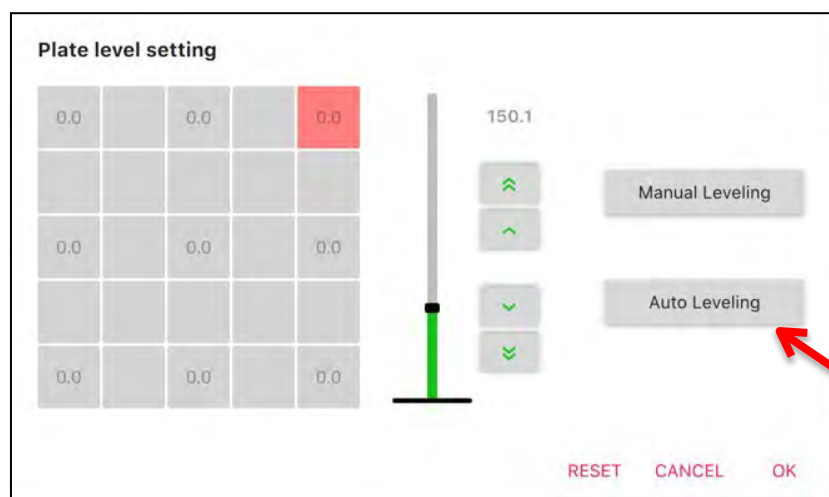 Plate level setting
0.0 0.0 0.0
150.1
Manual Leveling
0.0 0.0 0.0
Auto Leveling
0.0 0.0 0.0
RESET CANCEL OK